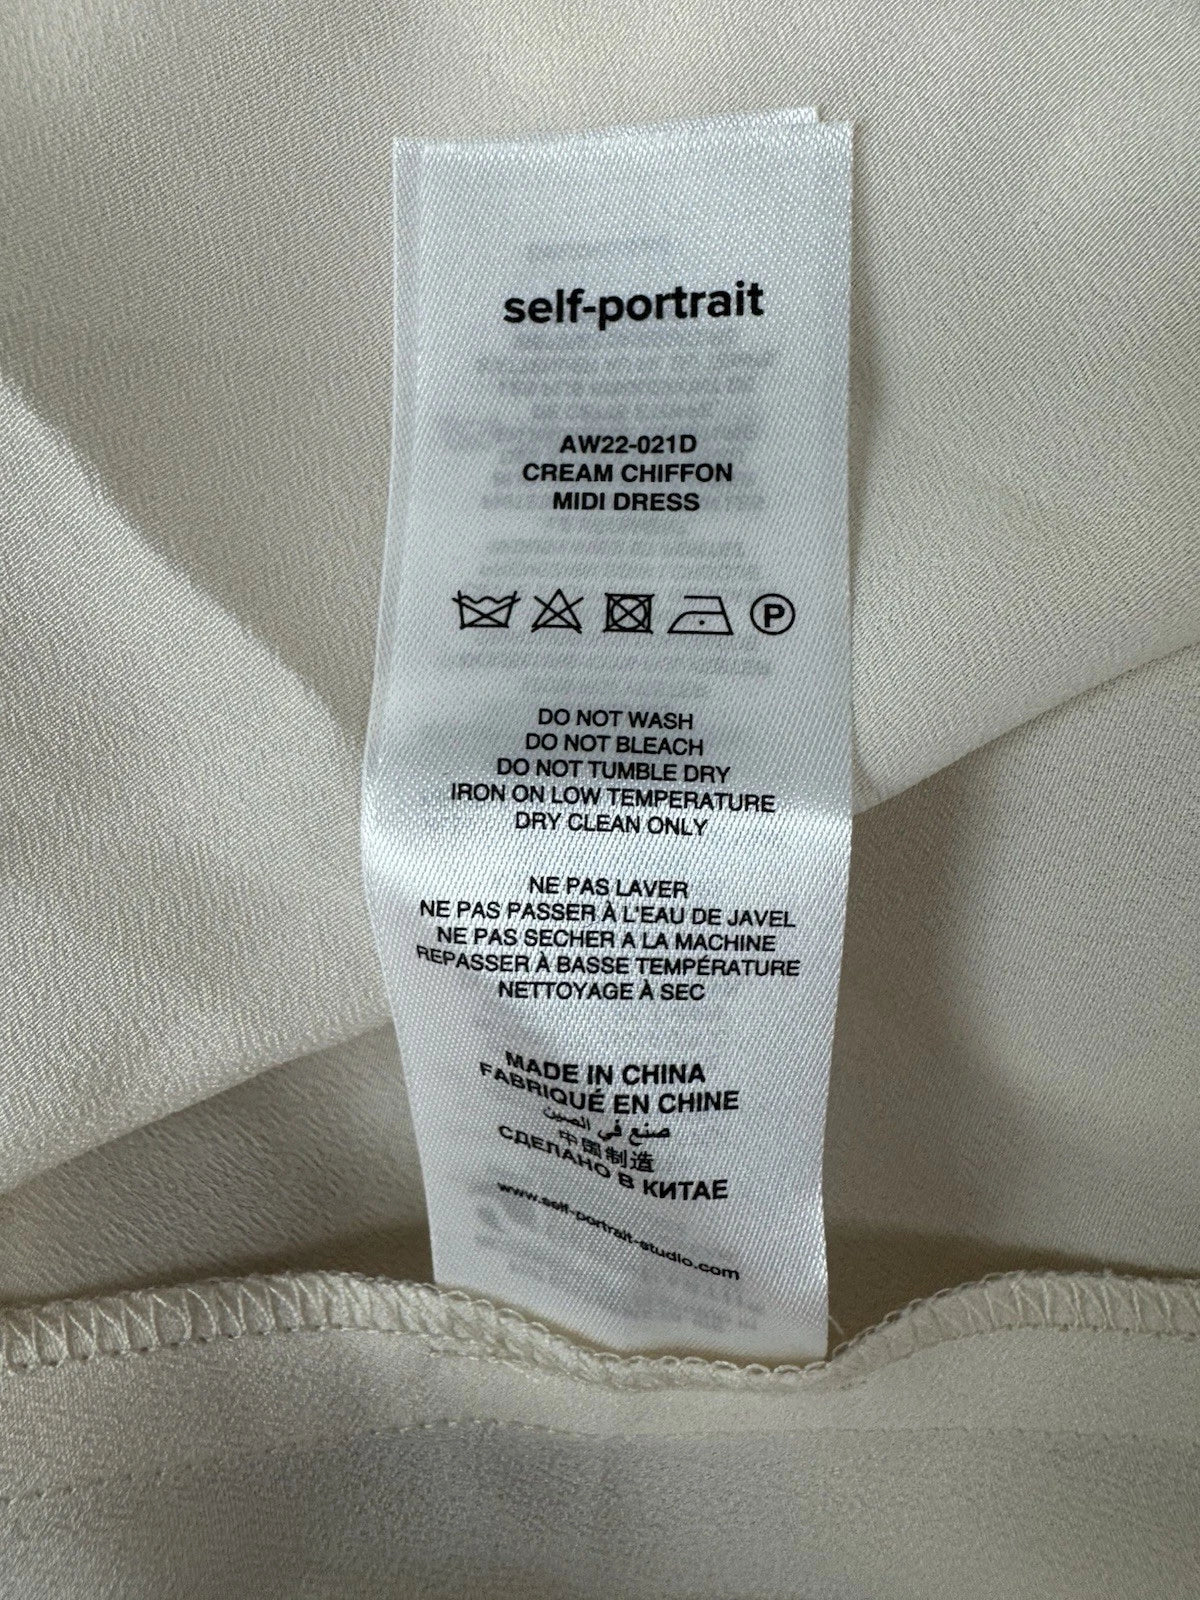 self-portrait
AW22-021D
CREAM CHIFFON
MIDI DRESS
P
DO NOT WASH
DO NOT BLEACH
DO NOT TUMBLE DRY
IRON ON LOW TEMPERATURE
DRY CLEAN ONLY
NE PAS LAVER
NE PAS PASSER À L'EAU DE JAVEL
NE PAS SECHER A LA MACHINE
REPASSER À BASSE TEMPÉRATURE
NETTOYAGE À SEC
MADE IN CHINA
FABRIQUÉ EN CHINE
صنع في الصين
中国制造
СДЕЛАНО В КИТАЕ
www.self-portrait-studio.com